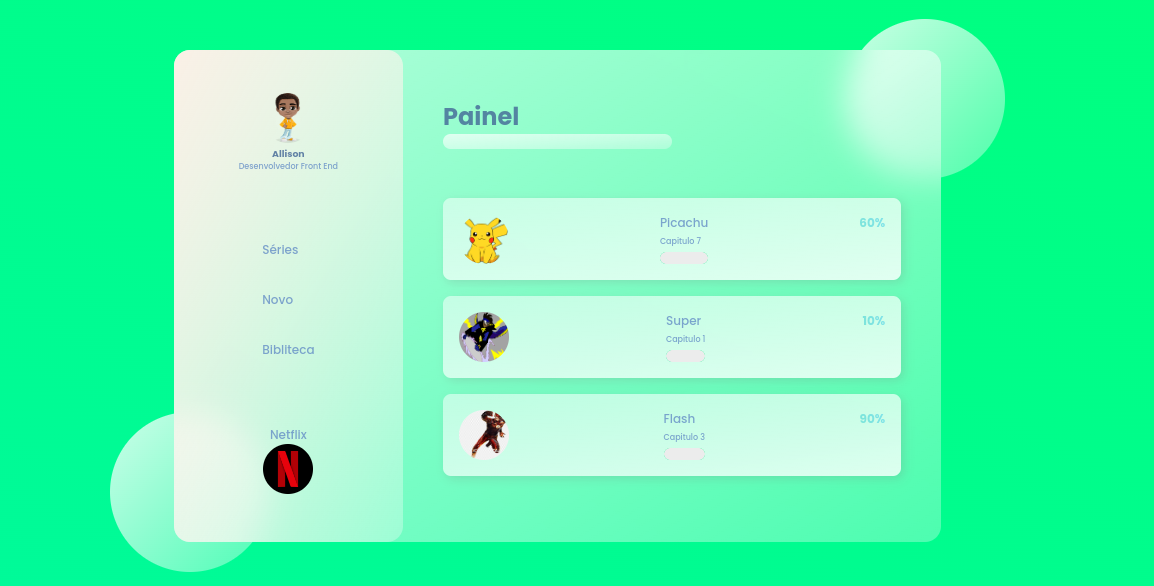 Allison
Desenvolvedor Front End
Séries
Novo
Bibliteca
Netflix
N
Painel
Picachu
Capitulo 7
60%
Super
Capitulo 1
10%
Flash
Capitulo 3
90%